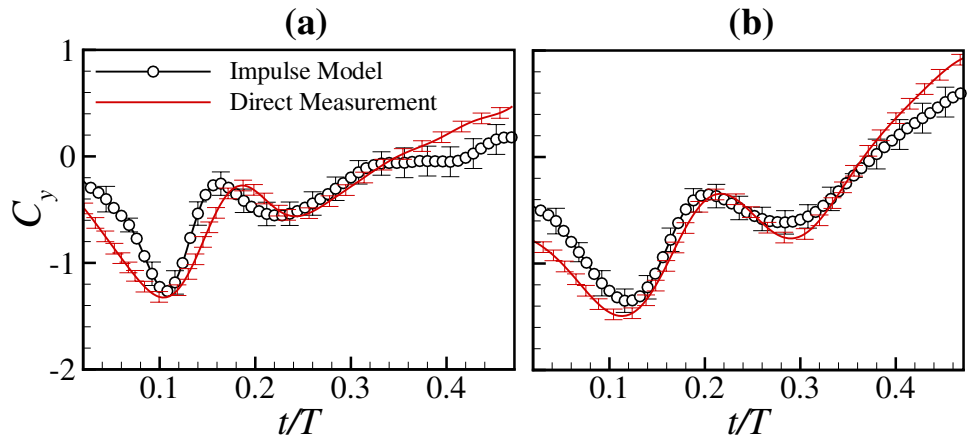 (a) (b)
1
Impulse Model
Direct Measurement
0
C_y
-1
-2
0.1 0.2 0.3 0.4 0.1 0.2 0.3 0.4
t/T t/T